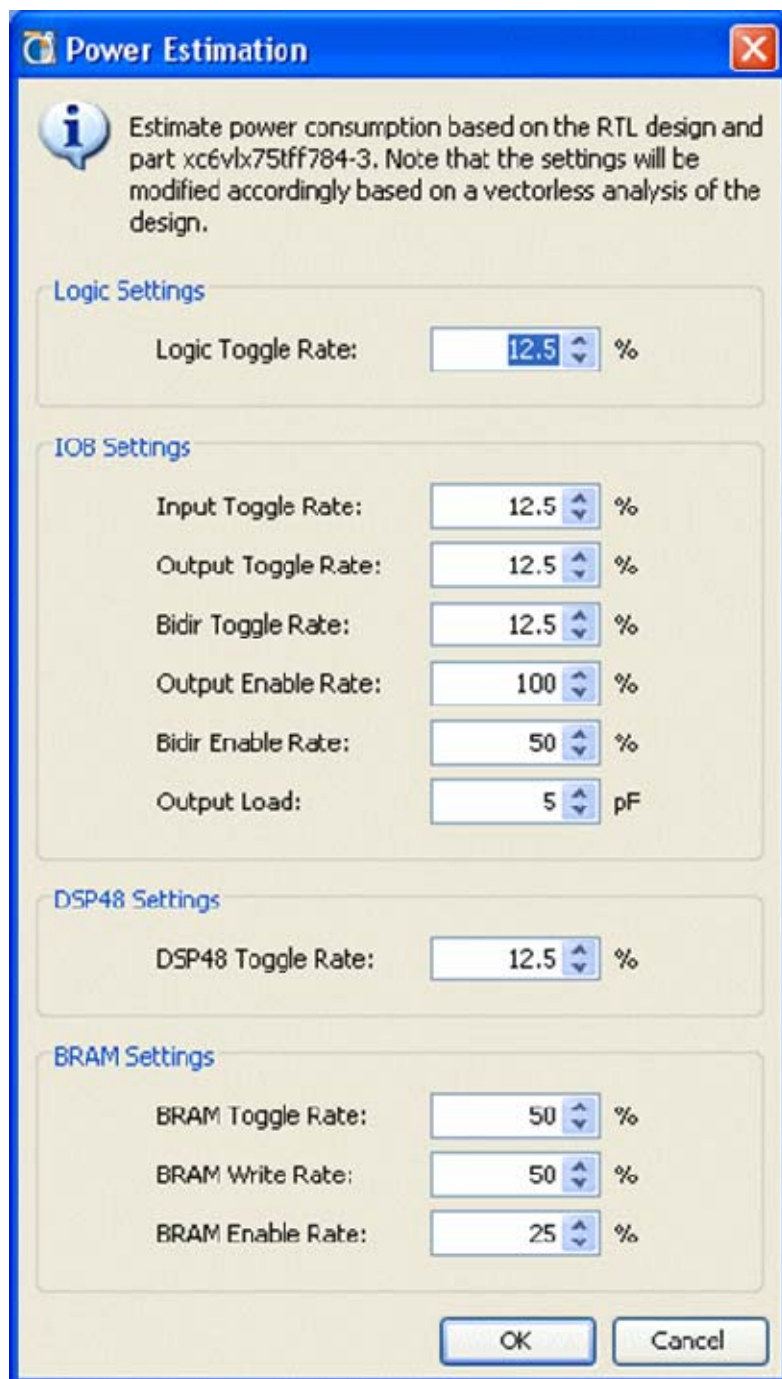 Power Estimation
Estimate power consumption based on the RTL design and
part xc6vlx75tff784-3. Note that the settings will be
modified accordingly based on a vectorless analysis of the
design.
Logic Settings
Logic Toggle Rate: 12.5 %
IOB Settings
Input Toggle Rate: 12.5 %
Output Toggle Rate: 12.5 %
Bidir Toggle Rate: 12.5 %
Output Enable Rate: 100 %
Bidir Enable Rate: 50 %
Output Load: 5 pF
DSP48 Settings
DSP48 Toggle Rate: 12.5 %
BRAM Settings
BRAM Toggle Rate: 50 %
BRAM Write Rate: 50 %
BRAM Enable Rate: 25 %
OK Cancel